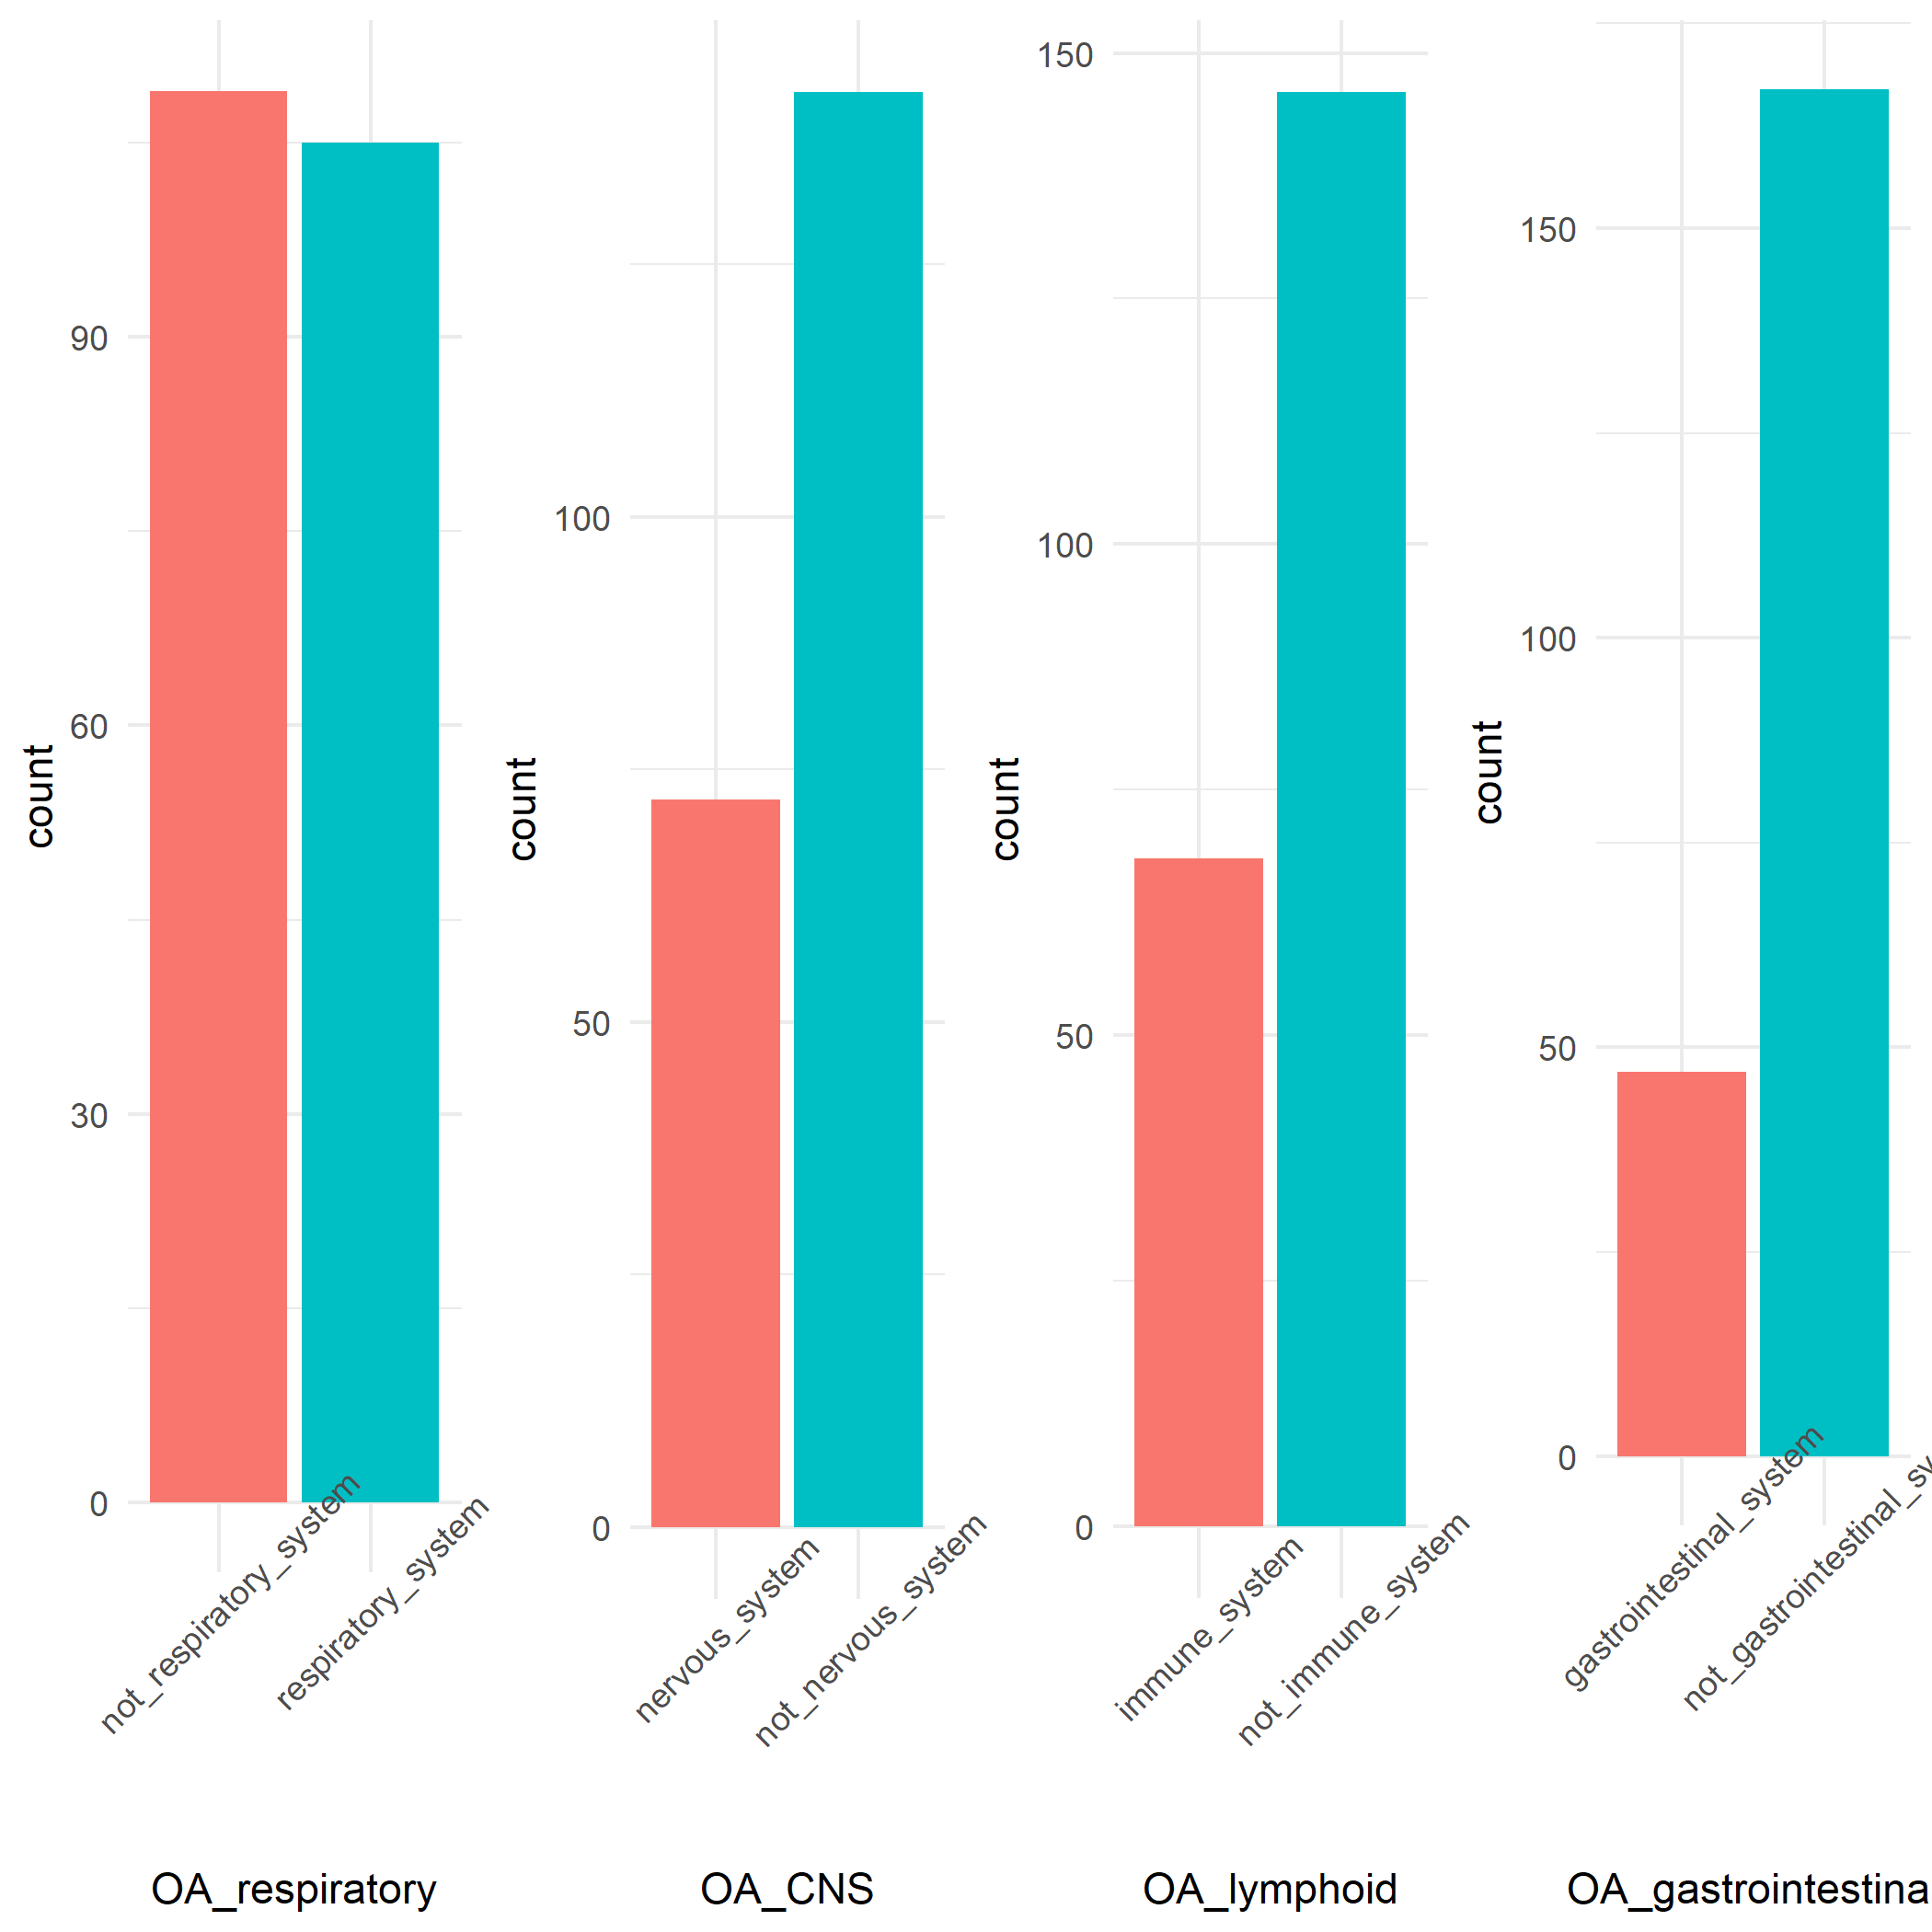 count
90
60
30
0
not_respiratory_system
respiratory_system
OA_respiratory
count
100
50
0
nervous_system
not_nervous_system
OA_CNS
count
150
100
50
0
immune_system
not_immune_system
OA_lymphoid
count
150
100
50
0
gastrointestinal_system
not_gastrointestinal_sy
OA_gastrointestina